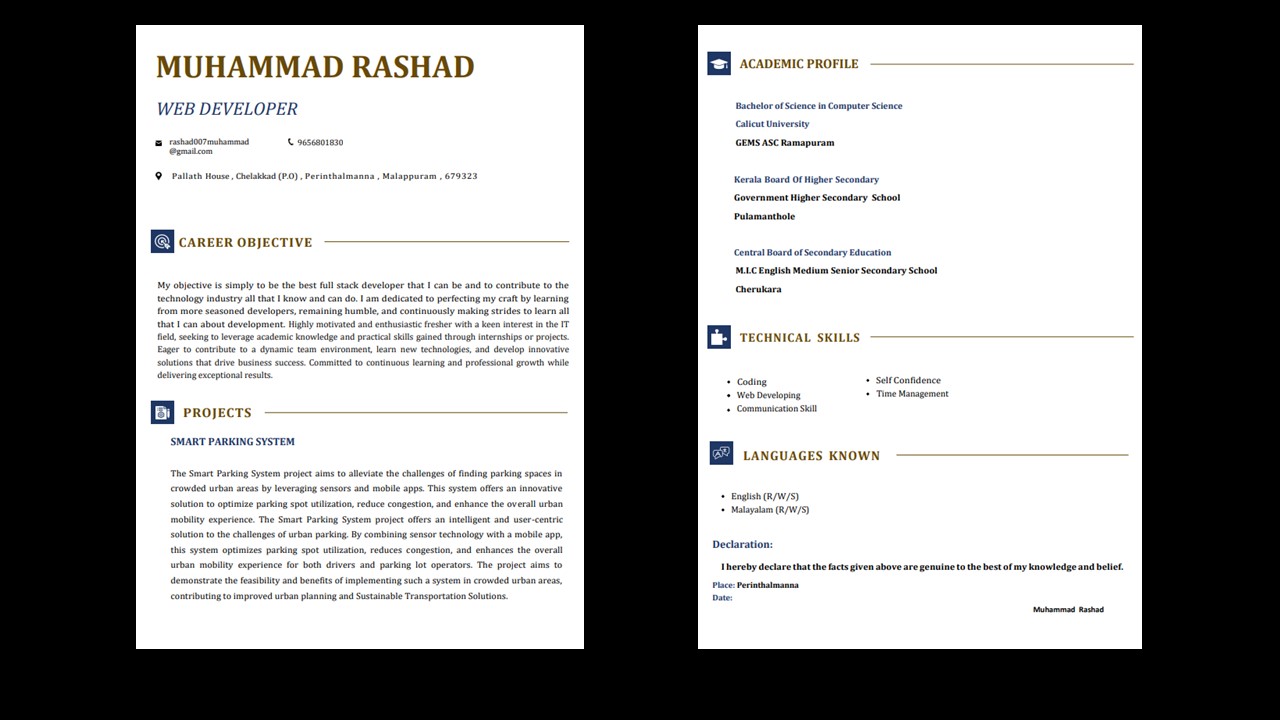 MUHAMMAD RASHAD
WEB DEVELOPER
rashad007muhammad
@gmail.com
9656801830
Pallath House , Chelakkad (P.O) , Perinthalmanna , Malappuram , 679323
CAREER OBJECTIVE
My objective is simply to be the best full stack developer that I can be and to contribute to the
technology industry all that I know and can do. I am dedicated to perfecting my craft by learning
from more seasoned developers, remaining humble, and continuously making strides to learn all
that I can about development. Highly motivated and enthusiastic fresher with a keen interest in the IT
field, seeking to leverage academic knowledge and practical skills gained through internships or projects.
Eager to contribute to a dynamic team environment, learn new technologies, and develop innovative
solutions that drive business success. Committed to continuous learning and professional growth while
delivering exceptional results.
PROJECTS
SMART PARKING SYSTEM
The Smart Parking System project aims to alleviate the challenges of finding parking spaces in
crowded urban areas by leveraging sensors and mobile apps. This system offers an innovative
solution to optimize parking spot utilization, reduce congestion, and enhance the overall urban
mobility experience. The Smart Parking System project offers an intelligent and user-centric
solution to the challenges of urban parking. By combining sensor technology with a mobile app,
this system optimizes parking spot utilization, reduces congestion, and enhances the overall
urban mobility experience for both drivers and parking lot operators. The project aims to
demonstrate the feasibility and benefits of implementing such a system in crowded urban areas,
contributing to improved urban planning and Sustainable Transportation Solutions.
ACADEMIC PROFILE
Bachelor of Science in Computer Science
Calicut University
GEMS ASC Ramapuram
Kerala Board Of Higher Secondary
Government Higher Secondary School
Pulamanthole
Central Board of Secondary Education
M.I.C English Medium Senior Secondary School
Cherukara
TECHNICAL SKILLS
• Coding
• Web Developing
• Communication Skill
• Self Confidence
• Time Management
LANGUAGES KNOWN
• English (R/W/S)
• Malayalam (R/W/S)
Declaration:
I hereby declare that the facts given above are genuine to the best of my knowledge and belief.
Place: Perinthalmanna
Date:
Muhammad Rashad